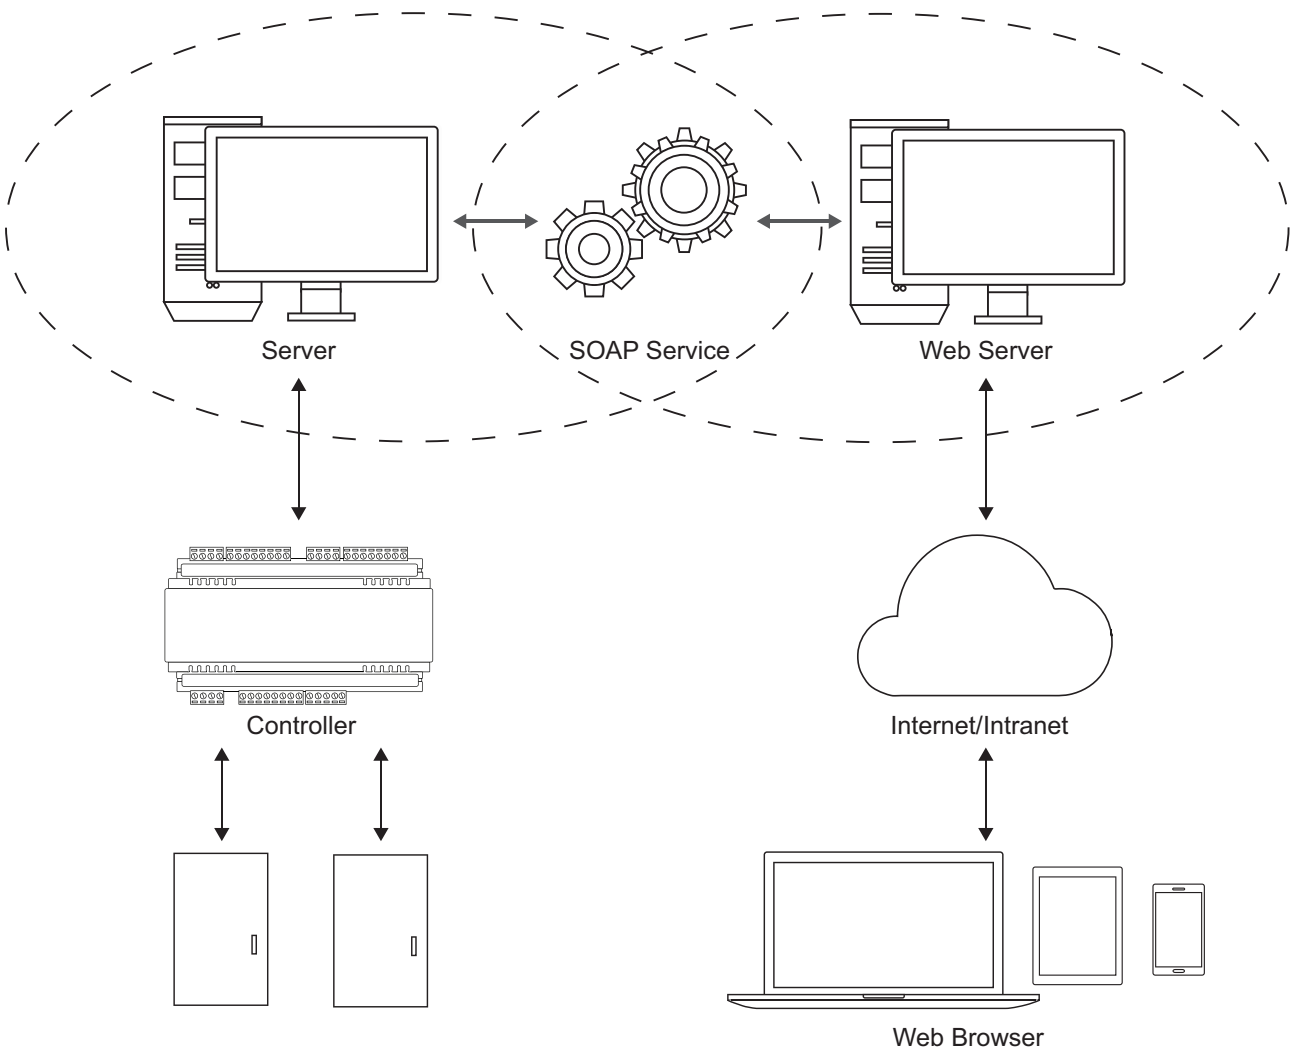 Server
SOAP Service
Web Server
Controller
Internet/Intranet
Web Browser